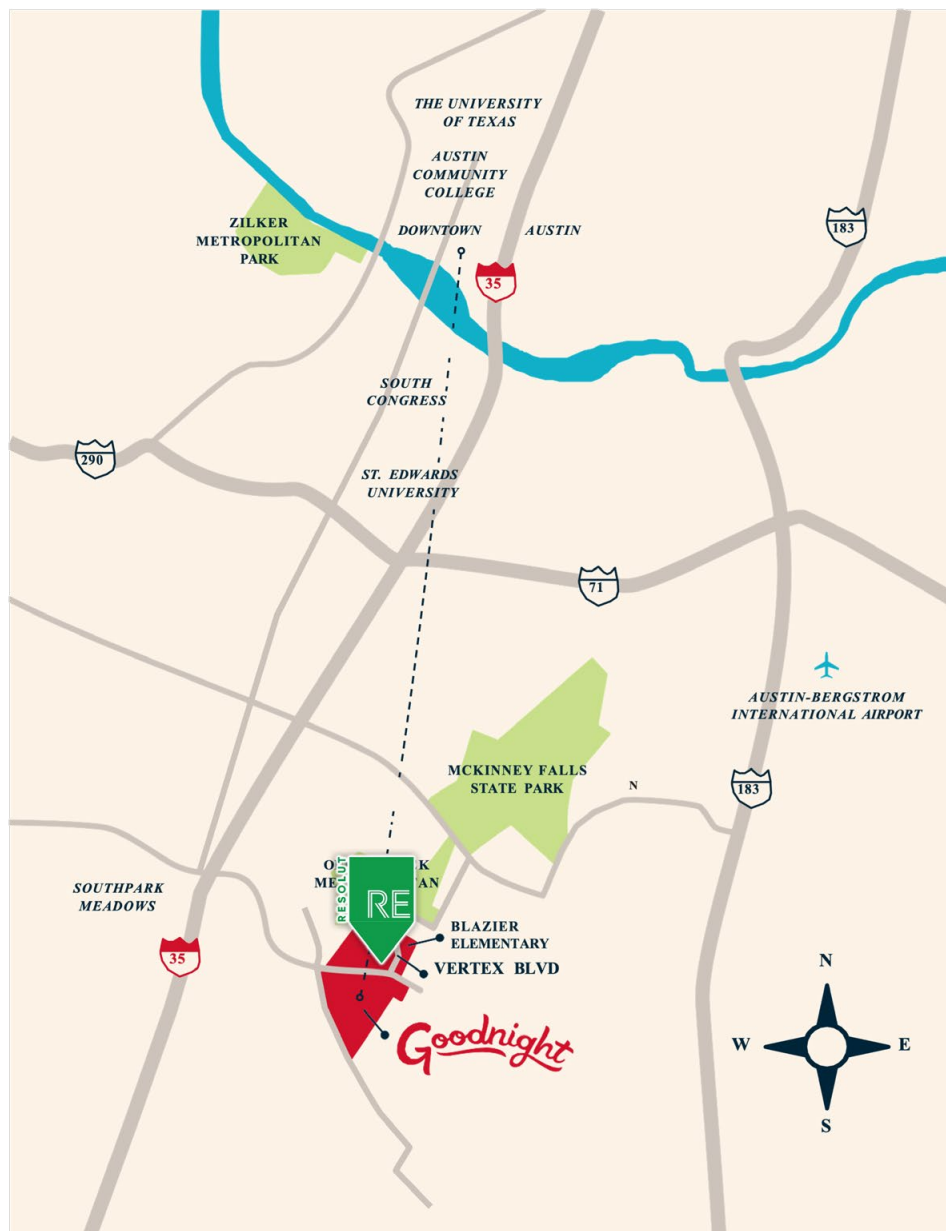 THE UNIVERSITY
OF TEXAS
AUSTIN
COMMUNITY
COLLEGE
ZILKER
METROPOLITAN
PARK
DOWNTOWN
AUSTIN
183
35
SOUTH
CONGRESS
290
ST. EDWARDS
UNIVERSITY
71
AUSTIN-BERGSTROM
INTERNATIONAL AIRPORT
MCKINNEY FALLS
STATE PARK
N
183
RESOLUT
RE
SOUTHPARK
MEADOWS
BLAZIER
ELEMENTARY
VERTEX BLVD
35
Goodnight
N
W
E
S